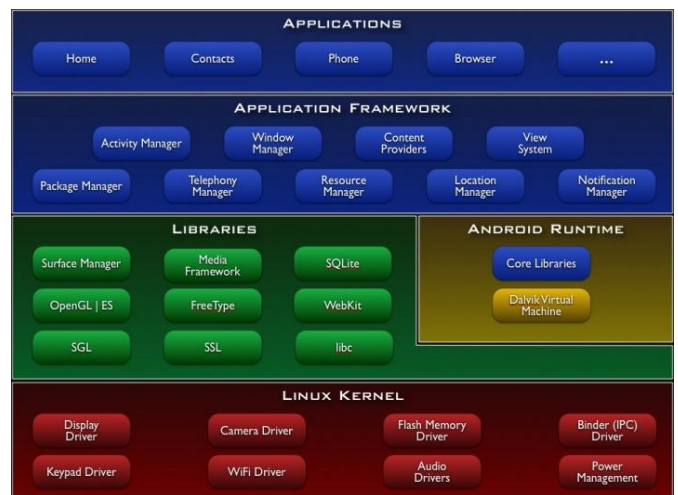 APPLICATIONS
Home
Contacts
Phone
Browser
...
APPLICATION FRAMEWORK
Activity Manager
Window
Manager
Content
Providers
View
System
Package Manager
Telephony
Manager
Resource
Manager
Location
Manager
Notification
Manager
LIBRARIES
Surface Manager
Media
Framework
SQLite
OpenGL | ES
FreeType
WebKit
SGL
SSL
libc
ANDROID RUNTIME
Core Libraries
Dalvik Virtual
Machine
LINUX KERNEL
Display
Driver
Camera Driver
Flash Memory
Driver
Binder (IPC)
Driver
Keypad Driver
WiFi Driver
Audio
Drivers
Power
Management